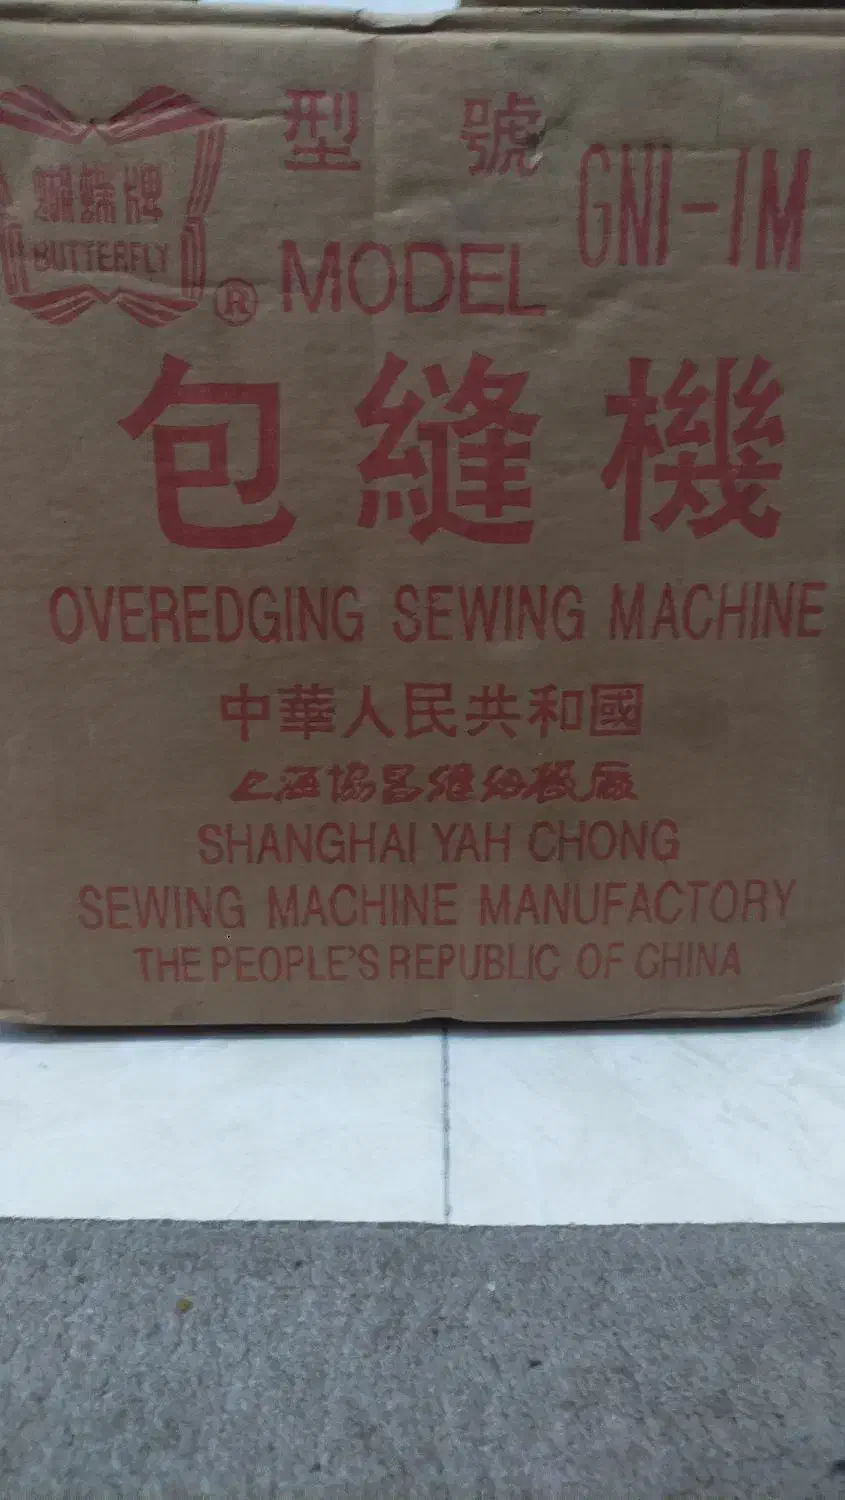 蝴蝶牌
BUTTERFLY
®
型號
MODEL
GN1-1M
包縫機
OVEREDGING SEWING MACHINE
中華人民共和國
上海協昌縫紉機廠
SHANGHAI YAH CHONG
SEWING MACHINE MANUFACTORY
THE PEOPLE'S REPUBLIC OF CHINA